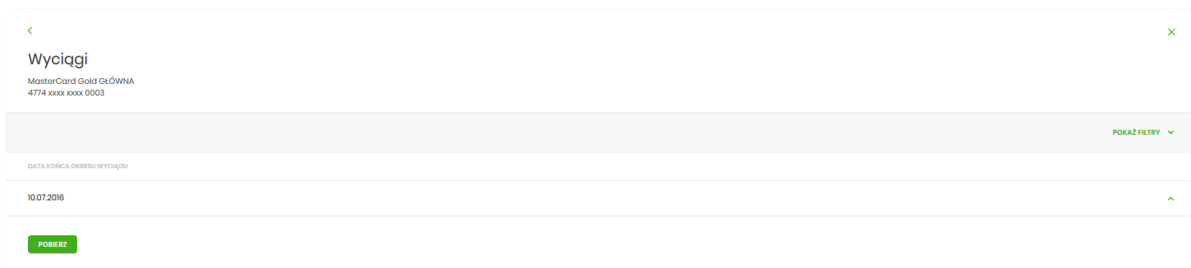 Wyciągi
MasterCard Gold GŁÓWNA
4774 xxxx xxxx 0003
POKAŻ FILTRY
DATA KOŃCA OKRESU WYCIĄGU
10.07.2016
POBIERZ